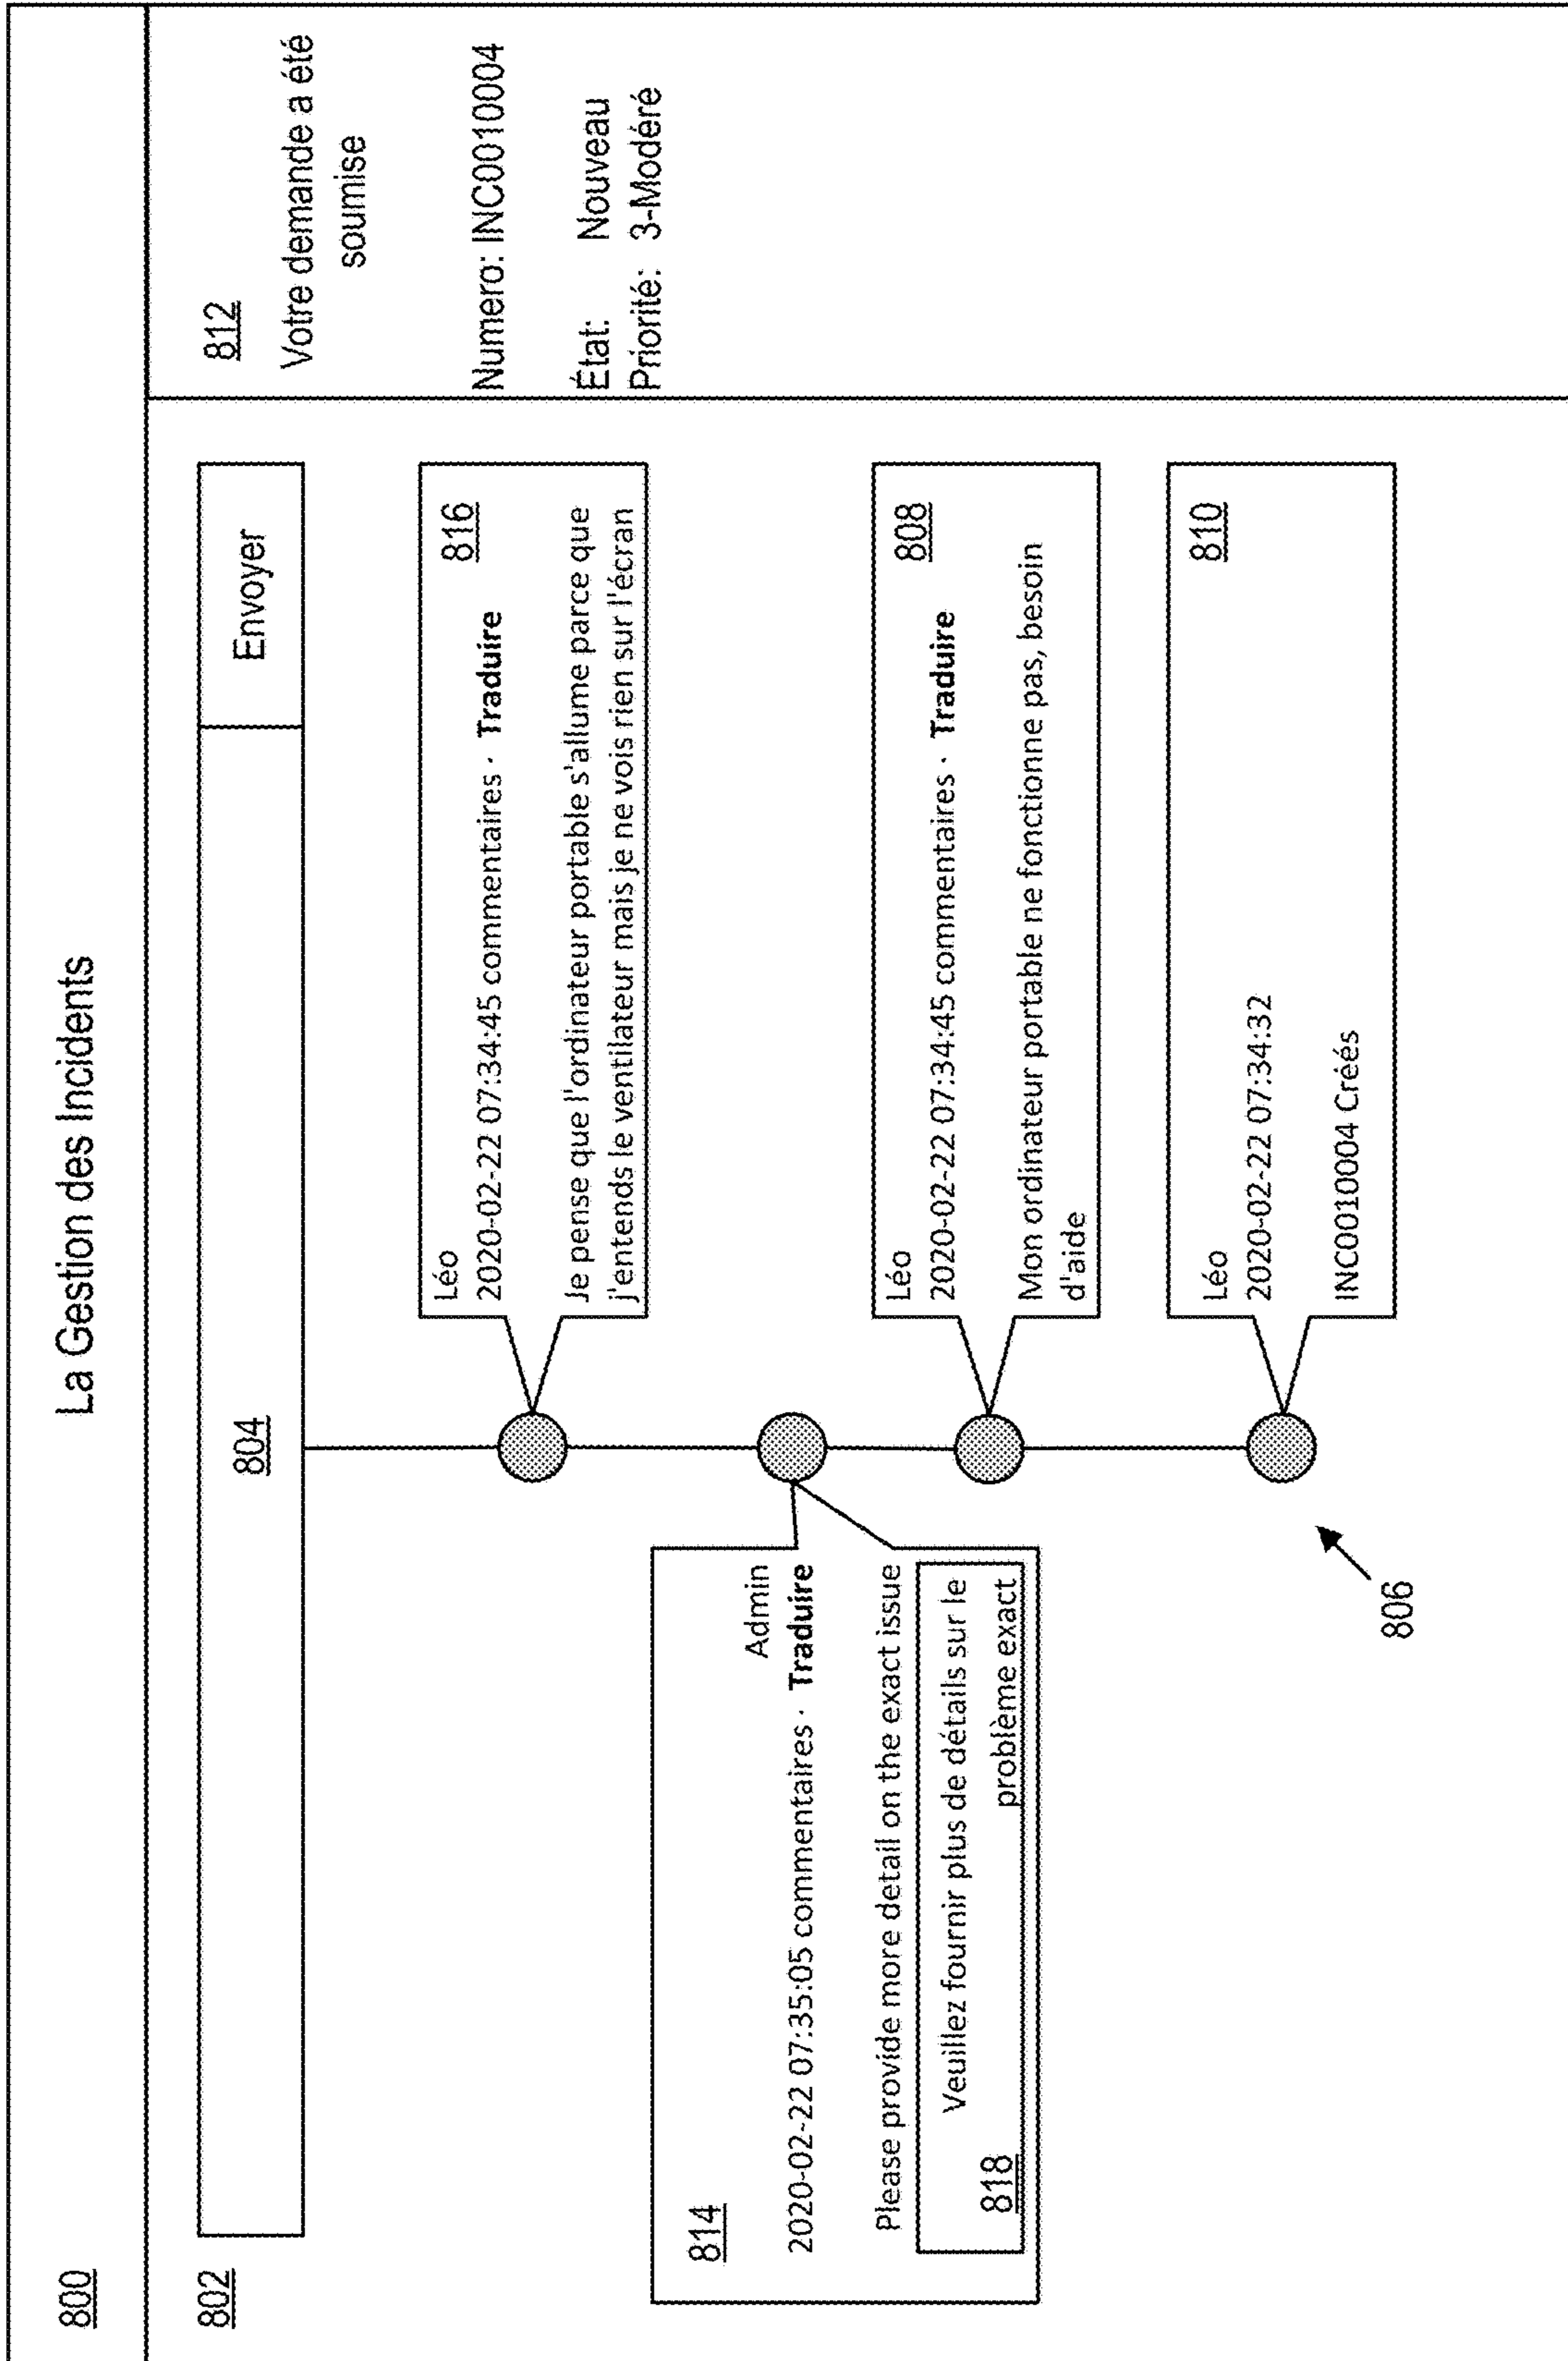 800
La Gestion des Incidents
802
804
Envoyer
812
Votre demande a été
soumise
Numero: INC0010004
État: Nouveau
Priorité: 3-Modéré
Léo
816
2020-02-22 07:34:45 commentaires · Traduire
Je pense que l'ordinateur portable s'allume parce que
j'entends le ventilateur mais je ne vois rien sur l'écran
814
Admin
2020-02-22 07:35:05 commentaires · Traduire
Please provide more detail on the exact issue
Veuillez fournir plus de détails sur le
problème exact
818
Léo
808
2020-02-22 07:34:45 commentaires · Traduire
Mon ordinateur portable ne fonctionne pas, besoin
d'aide
Léo
810
2020-02-22 07:34:32
INC0010004 Créés
806